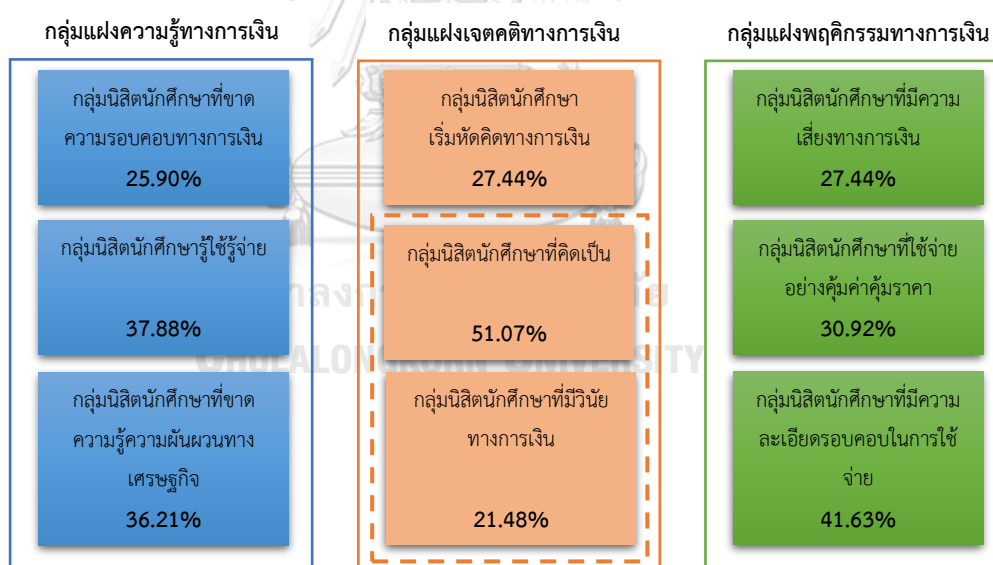 กลุ่มแฝงความรู้ทางการเงิน
กลุ่มนิสิตนักศึกษาที่ขาด
ความรอบคอบทางการเงิน
25.90%
กลุ่มนิสิตนักศึกษารู้ใช้รู้จ่าย
37.88%
กลุ่มนิสิตนักศึกษาที่ขาด
ความรู้ความผันผวนทาง
เศรษฐกิจ
36.21%
กลุ่มแฝงเจตคติทางการเงิน
กลุ่มนิสิตนักศึกษา
เริ่มหัดคิดทางการเงิน
27.44%
กลุ่มนิสิตนักศึกษาที่คิดเป็น
51.07%
กลุ่มนิสิตนักศึกษาที่มีวินัย
ทางการเงิน
21.48%
กลุ่มแฝงพฤคิกรรมทางการเงิน
กลุ่มนิสิตนักศึกษาที่มีความ
เสี่ยงทางการเงิน
27.44%
กลุ่มนิสิตนักศึกษาที่ใช้จ่าย
อย่างคุ้มค่าคุ้มราคา
30.92%
กลุ่มนิสิตนักศึกษาที่มีความ
ละเอียดรอบคอบในการใช้
จ่าย
41.63%